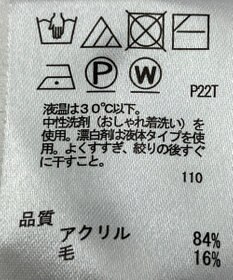 P
W
P22T
液温は30℃以下。
中性洗剤（おしゃれ着洗い）を
使用。漂白剤は液体タイプを使
用。よくすすぎ、絞りの後すぐ
に干すこと。
110
品質
アクリル 84%
毛 16%